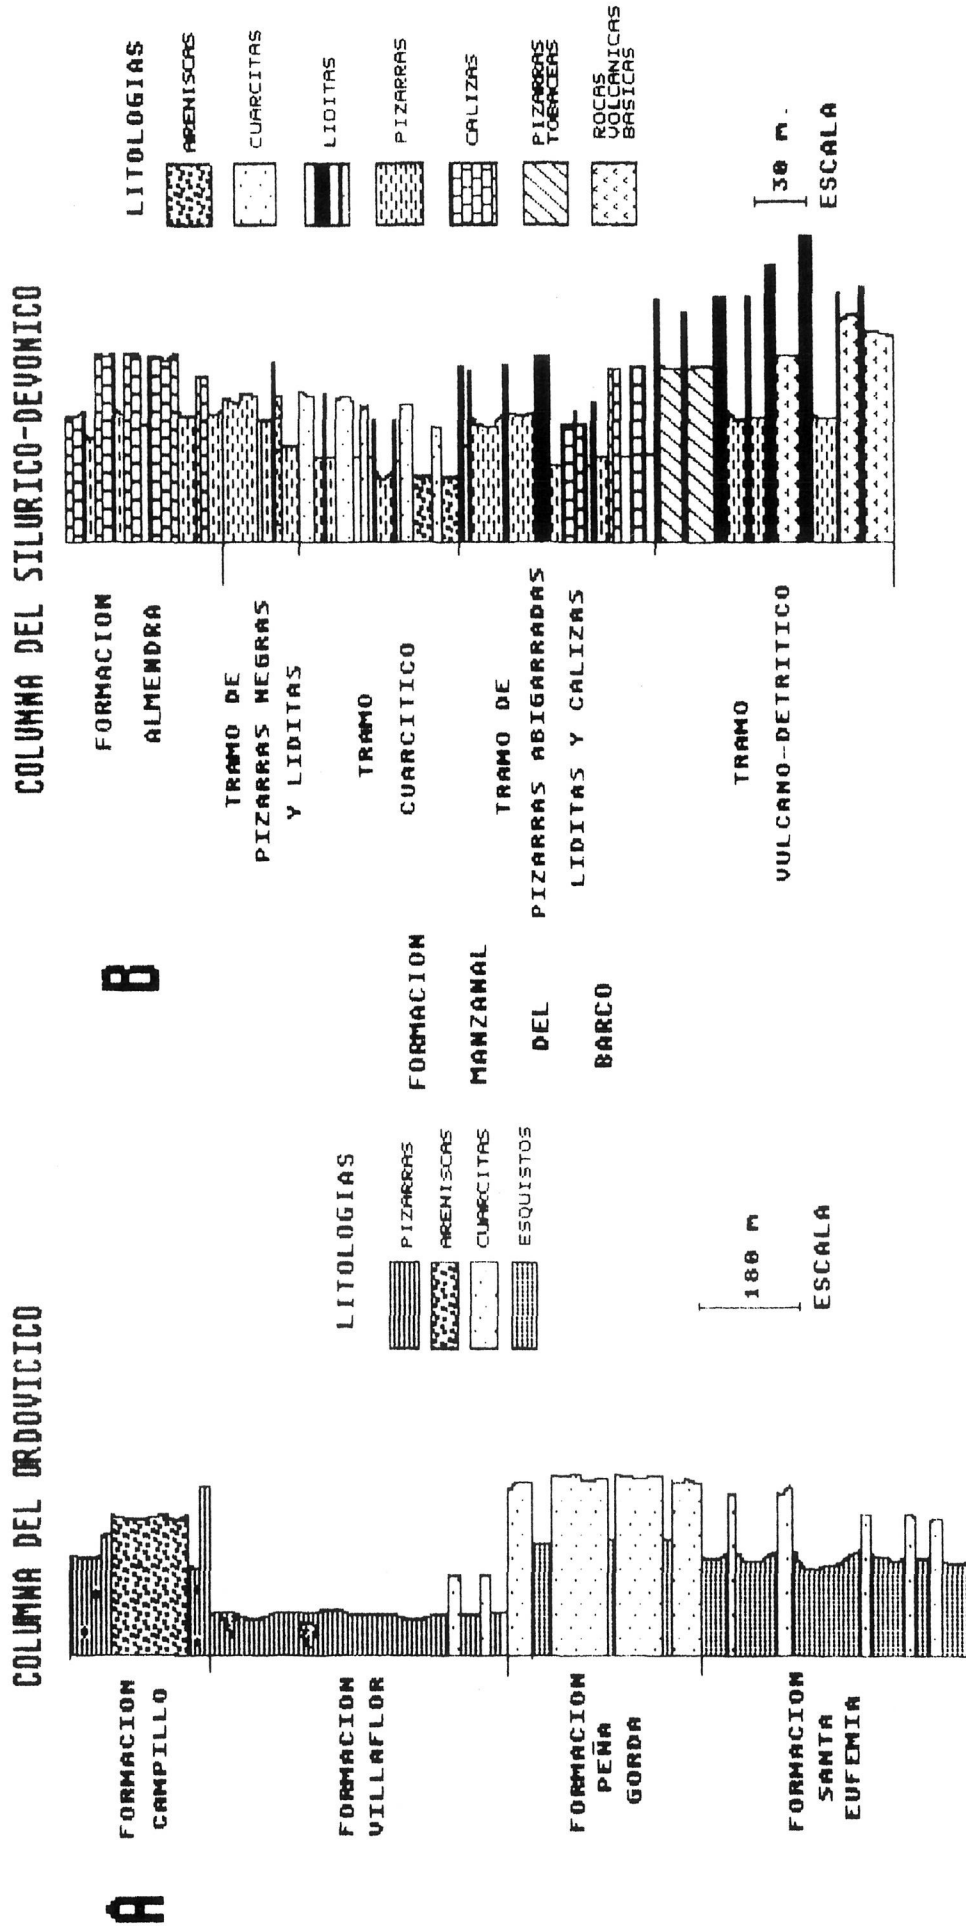 A
COLUMNA DEL ORDOVICICO
FORMACION
CAMPILLO
FORMACION
VILLAFLOR
FORMACION
PEÑA
GORDA
FORMACION
SANTA
EUFEMIA
LITOLOGIAS
PIZARRAS
ARENISCAS
CUARCITAS
ESQUISTOS
180 m
ESCALA
B
COLUMNA DEL SILURICO-DEVONICO
FORMACION
ALMENDRA
FORMACION
MANZANAL
DEL
BARCO
TRAMO DE
PIZARRAS NEGRAS
Y LIDITAS
TRAMO
CUARCITICO
TRAMO DE
PIZARRAS ABIGARRADAS
LIDITAS Y CALIZAS
TRAMO
VULCANO-DETRITICO
LITOLOGIAS
ARENISCAS
CUARCITAS
LIDITAS
PIZARRAS
CALIZAS
PIZARRAS
TOBACEAS
ROCAS
VOLCANICAS
BASICAS
30 m.
ESCALA